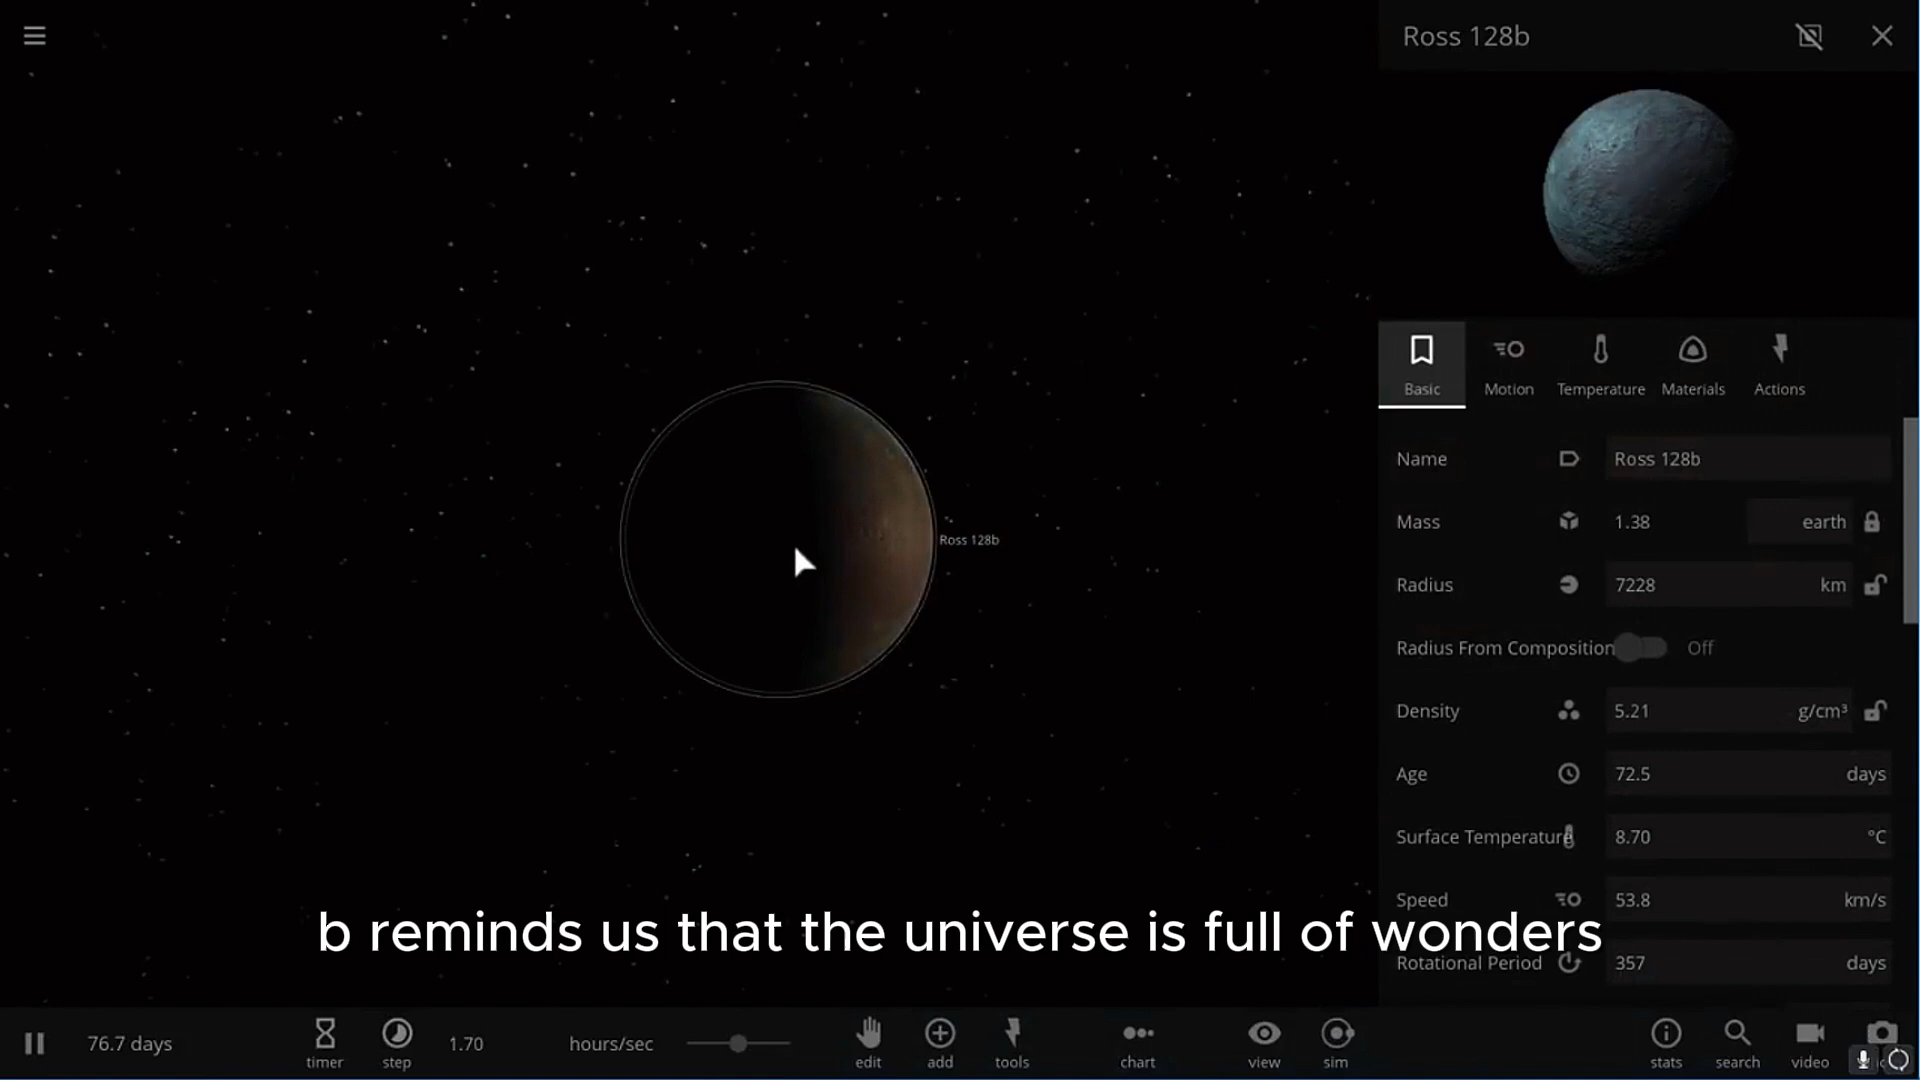 Ross 128b
Basic
Motion
Temperature
Materials
Actions
Name
Ross 128b
Mass
1.38
earth
Radius
7228
km
Radius From Composition
Off
Density
5.21
g/cm³
Age
72.5
days
Surface Temperature
8.70
°C
Speed
53.8
km/s
Rotational Period
357
days
Ross 128b
b reminds us that the universe is full of wonders
76.7 days
timer
step
1.70
hours/sec
edit
add
tools
chart
view
sim
stats
search
video